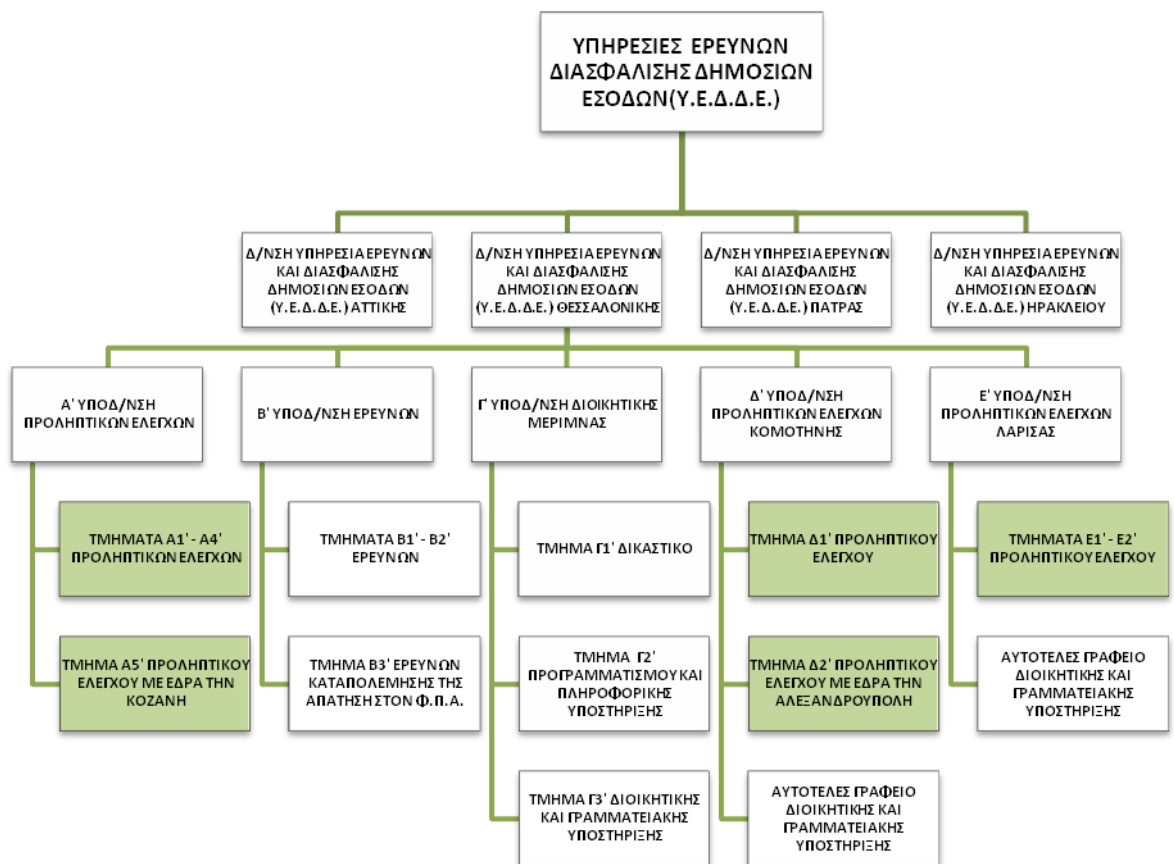 ΥΠΗΡΕΣΙΕΣ ΕΡΕΥΝΩΝ
ΔΙΑΣΦΑΛΙΣΗΣ ΔΗΜΟΣΙΩΝ
ΕΣΟΔΩΝ(Υ.Ε.Δ.Δ.Ε.)
Δ/ΝΣΗ ΥΠΗΡΕΣΙΑ ΕΡΕΥΝΩΝ
ΚΑΙ ΔΙΑΣΦΑΛΙΣΗΣ
ΔΗΜΟΣΙΩΝ ΕΣΟΔΩΝ
(Υ.Ε.Δ.Δ.Ε.) ΑΤΤΙΚΗΣ
Δ/ΝΣΗ ΥΠΗΡΕΣΙΑ ΕΡΕΥΝΩΝ
ΚΑΙ ΔΙΑΣΦΑΛΙΣΗΣ
ΔΗΜΟΣΙΩΝ ΕΣΟΔΩΝ
(Υ.Ε.Δ.Δ.Ε.) ΘΕΣΣΑΛΟΝΙΚΗΣ
Δ/ΝΣΗ ΥΠΗΡΕΣΙΑ ΕΡΕΥΝΩΝ
ΚΑΙ ΔΙΑΣΦΑΛΙΣΗΣ
ΔΗΜΟΣΙΩΝ ΕΣΟΔΩΝ
(Υ.Ε.Δ.Δ.Ε.) ΠΑΤΡΑΣ
Δ/ΝΣΗ ΥΠΗΡΕΣΙΑ ΕΡΕΥΝΩΝ
ΚΑΙ ΔΙΑΣΦΑΛΙΣΗΣ
ΔΗΜΟΣΙΩΝ ΕΣΟΔΩΝ
(Υ.Ε.Δ.Δ.Ε.) ΗΡΑΚΛΕΙΟΥ
Α' ΥΠΟΔ/ΝΣΗ
ΠΡΟΛΗΠΤΙΚΩΝ ΕΛΕΓΧΩΝ
Β' ΥΠΟΔ/ΝΣΗ ΕΡΕΥΝΩΝ
Γ' ΥΠΟΔ/ΝΣΗ ΔΙΟΙΚΗΤΙΚΗΣ
ΜΕΡΙΜΝΑΣ
Δ' ΥΠΟΔ/ΝΣΗ
ΠΡΟΛΗΠΤΙΚΩΝ ΕΛΕΓΧΩΝ
ΚΟΜΟΤΗΝΗΣ
Ε' ΥΠΟΔ/ΝΣΗ
ΠΡΟΛΗΠΤΙΚΩΝ ΕΛΕΓΧΩΝ
ΛΑΡΙΣΑΣ
ΤΜΗΜΑΤΑ Α1' - Α4'
ΠΡΟΛΗΠΤΙΚΩΝ ΕΛΕΓΧΩΝ
ΤΜΗΜΑΤΑ Β1' - Β2'
ΕΡΕΥΝΩΝ
ΤΜΗΜΑ Γ1' ΔΙΚΑΣΤΙΚΟ
ΤΜΗΜΑ Δ1' ΠΡΟΛΗΠΤΙΚΟΥ
ΕΛΕΓΧΟΥ
ΤΜΗΜΑΤΑ Ε1' - Ε2'
ΠΡΟΛΗΠΤΙΚΟΥ ΕΛΕΓΧΟΥ
ΤΜΗΜΑ Α5' ΠΡΟΛΗΠΤΙΚΟΥ
ΕΛΕΓΧΟΥ ΜΕ ΕΔΡΑ ΤΗΝ
ΚΟΖΑΝΗ
ΤΜΗΜΑ Β3' ΕΡΕΥΝΩΝ
ΚΑΤΑΠΟΛΕΜΗΣΗΣ ΤΗΣ
ΑΠΑΤΗΣ ΣΤΟΝ Φ.Π.Α.
ΤΜΗΜΑ Γ2'
ΠΡΟΓΡΑΜΜΑΤΙΣΜΟΥ ΚΑΙ
ΠΛΗΡΟΦΟΡΙΚΗΣ
ΥΠΟΣΤΗΡΙΞΗΣ
ΤΜΗΜΑ Δ2' ΠΡΟΛΗΠΤΙΚΟΥ
ΕΛΕΓΧΟΥ ΜΕ ΕΔΡΑ ΤΗΝ
ΑΛΕΞΑΝΔΡΟΥΠΟΛΗ
ΑΥΤΟΤΕΛΕΣ ΓΡΑΦΕΙΟ
ΔΙΟΙΚΗΤΙΚΗΣ ΚΑΙ
ΓΡΑΜΜΑΤΕΙΑΚΗΣ
ΥΠΟΣΤΗΡΙΞΗΣ
ΤΜΗΜΑ Γ3' ΔΙΟΙΚΗΤΙΚΗΣ
ΚΑΙ ΓΡΑΜΜΑΤΕΙΑΚΗΣ
ΥΠΟΣΤΗΡΙΞΗΣ
ΑΥΤΟΤΕΛΕΣ ΓΡΑΦΕΙΟ
ΔΙΟΙΚΗΤΙΚΗΣ ΚΑΙ
ΓΡΑΜΜΑΤΕΙΑΚΗΣ
ΥΠΟΣΤΗΡΙΞΗΣ